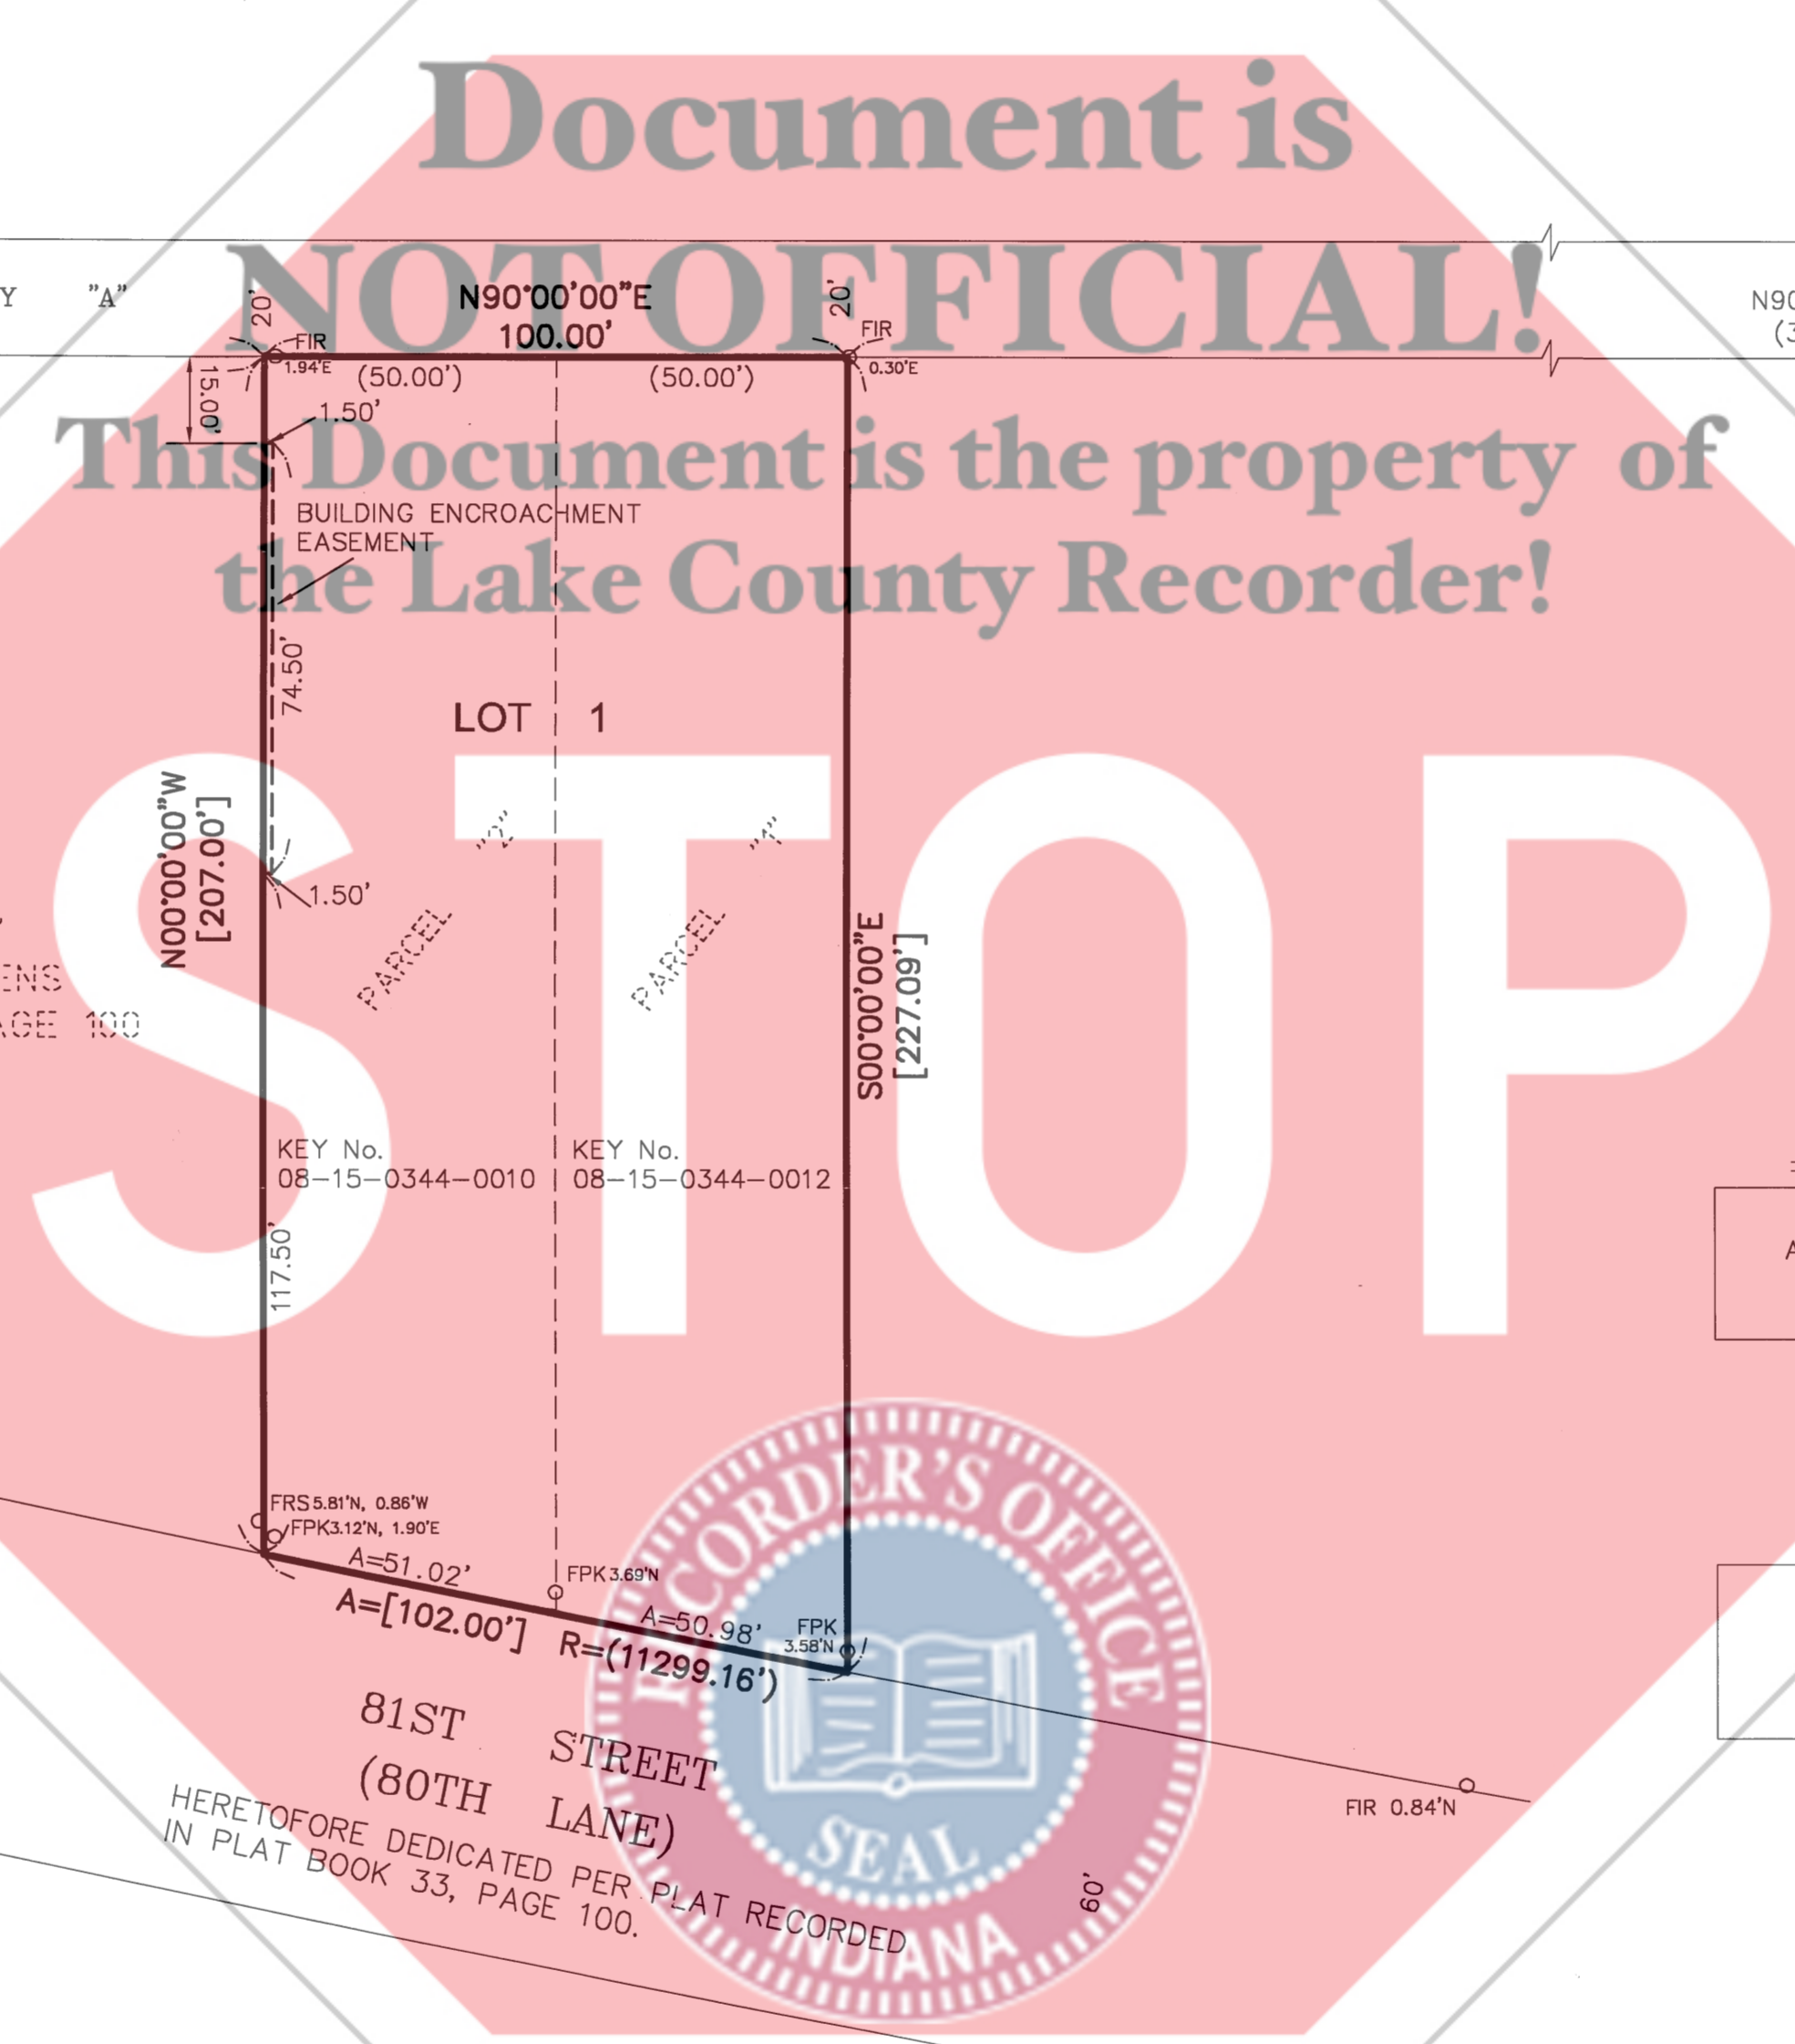 Document is
NOT OFFICIAL!
This Document is the property of
the Lake County Recorder!
STOP
Y "A"
20'
N90°00'00"E
100.00'
20'
N90
FIR
1.94'E
(50.00')
(50.00')
FIR
0.30'E
15.00'
1.50'
BUILDING ENCROACHMENT
EASEMENT
74.50'
LOT 1
N00°00'00"W
[207.00']
1.50'
PARCEL "2"
PARCEL "1"
S00°00'00"E
[227.09']
ENS
AGE 100
KEY No.
08-15-0344-0010
KEY No.
08-15-0344-0012
117.50'
FRS 5.81'N, 0.86'W
FPK 3.12'N, 1.90'E
A=51.02'
FPK 3.69'N
A=[102.00'] R=(11299.16')
A=50.98'
FPK
3.58'N
81ST STREET
(80TH LANE)
HERETOFORE DEDICATED PER PLAT RECORDED
IN PLAT BOOK 33, PAGE 100.
60'
FIR 0.84'N
RECORDER'S OFFICE
SEAL
INDIANA